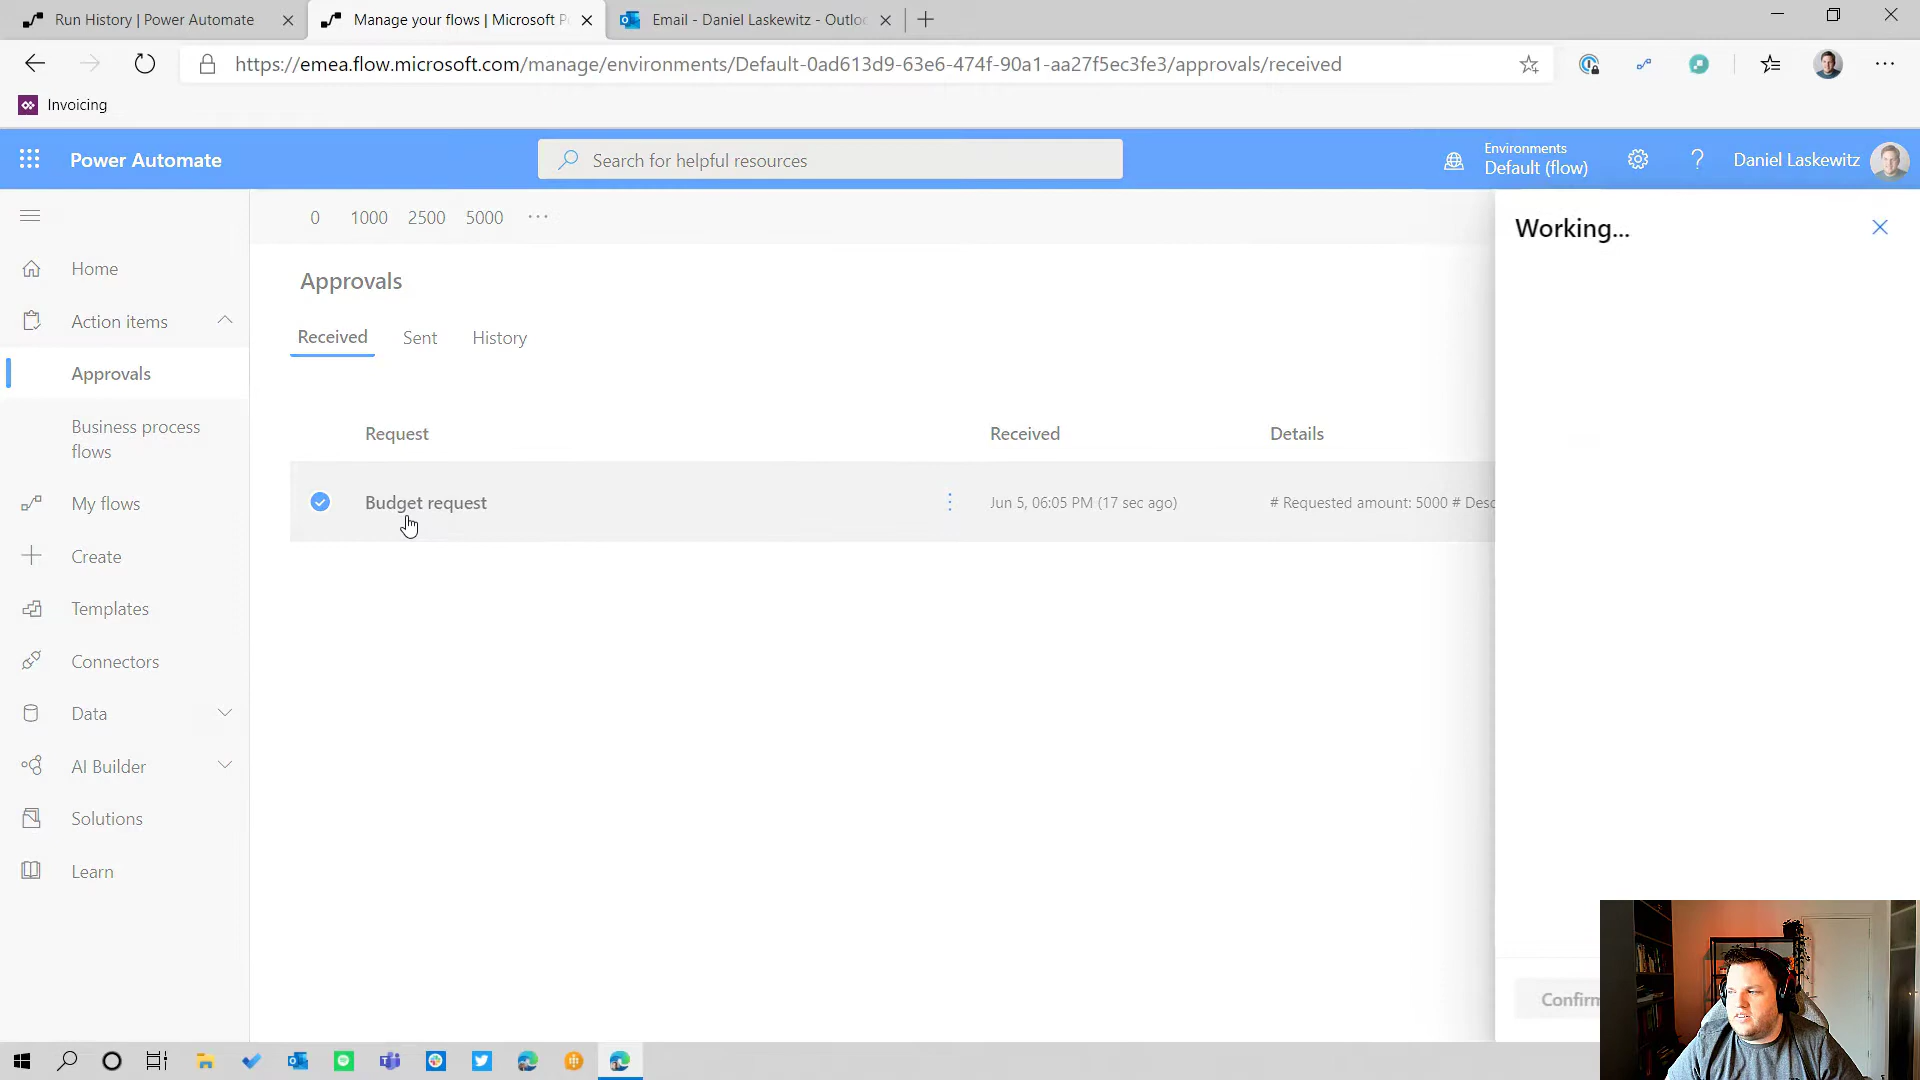 Run History | Power Automate
Manage your flows | Microsoft P
Email - Daniel Laskewitz - Outlo
https://emea.flow.microsoft.com/manage/environments/Default-0ad613d9-63e6-474f-90a1-aa27f5ec3fe3/approvals/received
Invoicing
Power Automate
Search for helpful resources
Environments
Default (flow)
?
Daniel Laskewitz
0 1000 2500 5000 ...
Working...
Home
Action items
Approvals
Business process
flows
My flows
Create
Templates
Connectors
Data
AI Builder
Solutions
Learn
Approvals
Received Sent History
Request Received Details
Budget request Jun 5, 06:05 PM (17 sec ago) # Requested amount: 5000 # Desc
Confirm